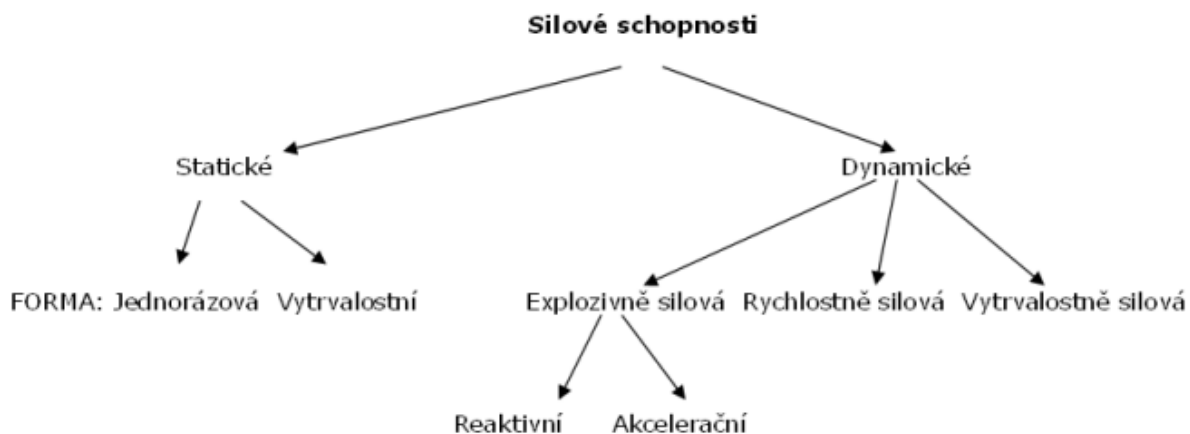 Silové schopnosti
Statické Dynamické
FORMA: Jednorázová Vytrvalostní Explozivně silová Rychlostně silová Vytrvalostně silová
Reaktivní Akcelerační